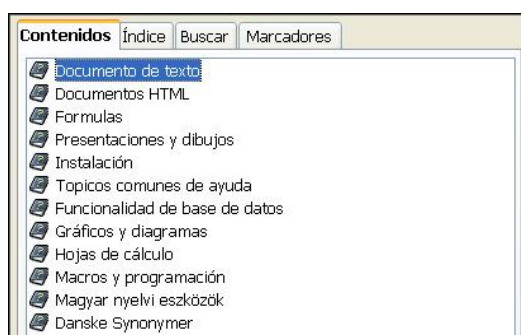 Contenidos Índice Buscar Marcadores
Documento de texto
Documentos HTML
Formulas
Presentaciones y dibujos
Instalación
Topicos comunes de ayuda
Funcionalidad de base de datos
Gráficos y diagramas
Hojas de cálculo
Macros y programación
Magyar nyelvi eszközök
Danske Synonymer